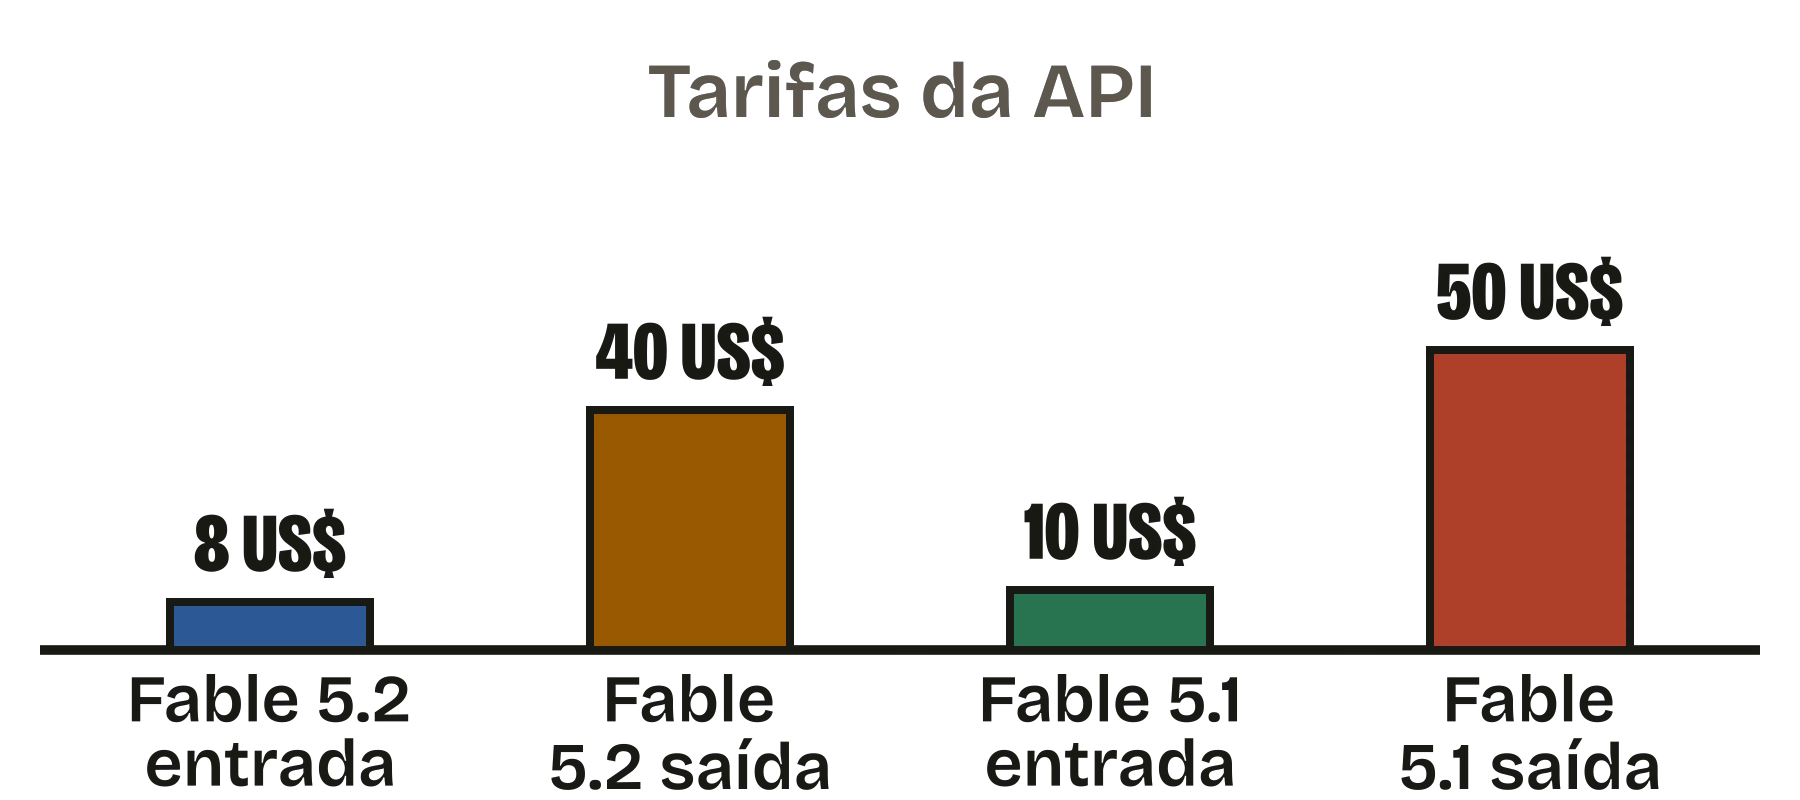 Tarifas da API
8 US$
40 US$
10 US$
50 US$
Fable 5.2
entrada
Fable
5.2 saída
Fable 5.1
entrada
Fable
5.1 saída